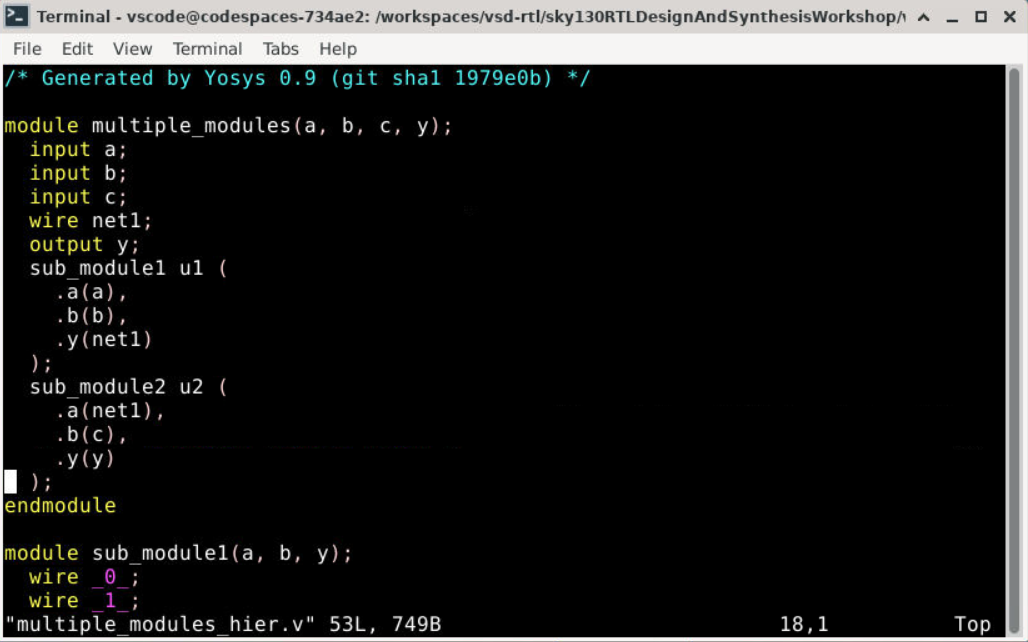 Terminal - vscode@codespaces-734ae2: /workspaces/vsd-rtl/sky130RTLDesignAndSynthesisWorkshop/
File Edit View Terminal Tabs Help
/* Generated by Yosys 0.9 (git sha1 1979e0b) */
module multiple_modules(a, b, c, y);
  input a;
  input b;
  input c;
  wire net1;
  output y;
  sub_module1 u1 (
    .a(a),
    .b(b),
    .y(net1)
  );
  sub_module2 u2 (
    .a(net1),
    .b(c),
    .y(y)
  );
endmodule
module sub_module1(a, b, y);
  wire _0_;
  wire _1_;
"multiple_modules_hier.v" 53L, 749B 18,1 Top